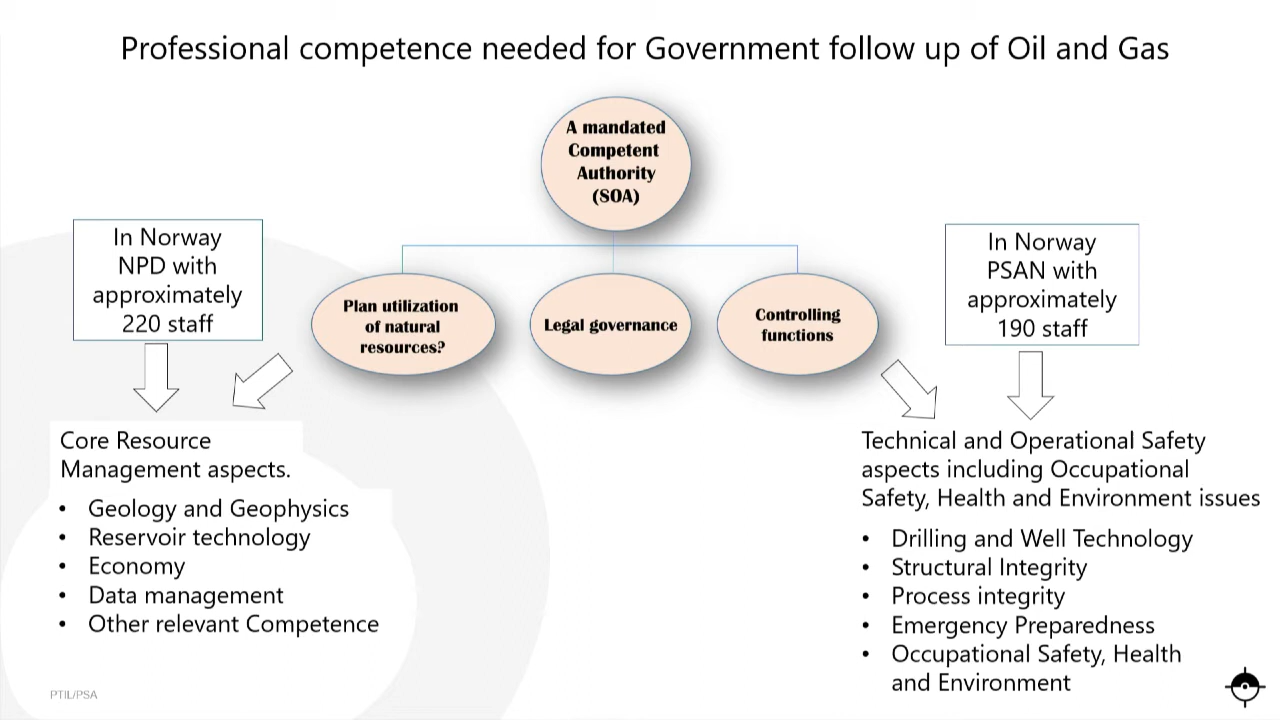 Professional competence needed for Government follow up of Oil and Gas
A mandated
Competent
Authority
(SOA)
In Norway
NPD with
approximately
220 staff
In Norway
PSAN with
approximately
190 staff
Plan utilization
of natural
resources?
Legal governance
Controlling
functions
Core Resource
Management aspects.
• Geology and Geophysics
• Reservoir technology
• Economy
• Data management
• Other relevant Competence
Technical and Operational Safety
aspects including Occupational
Safety, Health and Environment issues
• Drilling and Well Technology
• Structural Integrity
• Process integrity
• Emergency Preparedness
• Occupational Safety, Health
and Environment
PTIL/PSA